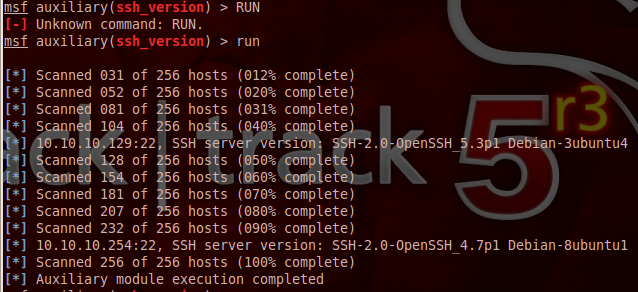 msf auxiliary(ssh_version) > RUN
[-] Unknown command: RUN.
msf auxiliary(ssh_version) > run
[*] Scanned 031 of 256 hosts (012% complete)
[*] Scanned 052 of 256 hosts (020% complete)
[*] Scanned 081 of 256 hosts (031% complete)
[*] Scanned 104 of 256 hosts (040% complete)
[*] 10.10.10.129:22, SSH server version: SSH-2.0-OpenSSH_5.3p1 Debian-3ubuntu4
[*] Scanned 128 of 256 hosts (050% complete)
[*] Scanned 154 of 256 hosts (060% complete)
[*] Scanned 181 of 256 hosts (070% complete)
[*] Scanned 207 of 256 hosts (080% complete)
[*] Scanned 232 of 256 hosts (090% complete)
[*] 10.10.10.254:22, SSH server version: SSH-2.0-OpenSSH_4.7p1 Debian-8ubuntu1
[*] Scanned 256 of 256 hosts (100% complete)
[*] Auxiliary module execution completed
ack|track 5 r3